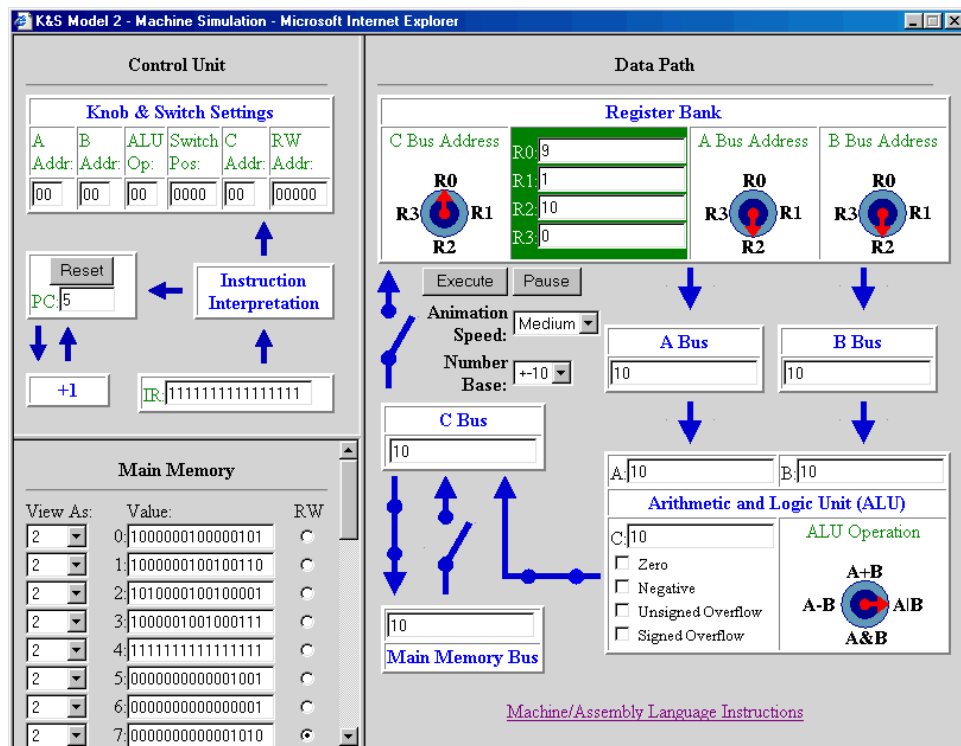 K&S Model 2 - Machine Simulation - Microsoft Internet Explorer
Control Unit
Knob & Switch Settings
A Addr: B Addr: ALU Op: Switch Pos: C Addr: RW Addr:
00 00 00 0000 00 00000
Reset
PC: 5
Instruction Interpretation
+1
IR: 1111111111111111
Main Memory
View As: Value: RW
2 0: 1000000100000101
2 1: 1000000100100110
2 2: 1010000100100001
2 3: 1000001001000111
2 4: 1111111111111111
2 5: 0000000000001001
2 6: 0000000000000001
2 7: 0000000000001010
Data Path
Register Bank
C Bus Address
R0
R3 R1
R2
R0: 9
R1: 1
R2: 10
R3: 0
A Bus Address
R0
R3 R1
R2
B Bus Address
R0
R3 R1
R2
Execute Pause
Animation Speed: Medium
Number Base: +-10
A Bus
10
B Bus
10
C Bus
10
A: 10 B: 10
Arithmetic and Logic Unit (ALU)
C: 10
Zero
Negative
Unsigned Overflow
Signed Overflow
ALU Operation
A+B
A-B A|B
A&B
10
Main Memory Bus
Machine/Assembly Language Instructions